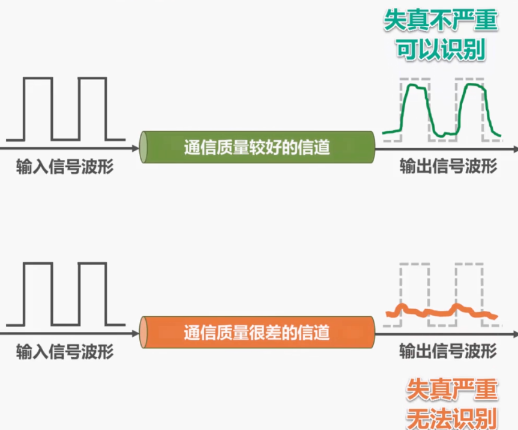 失真不严重
可以识别
通信质量较好的信道
输入信号波形
输出信号波形
通信质量很差的信道
输入信号波形
输出信号波形
失真严重
无法识别